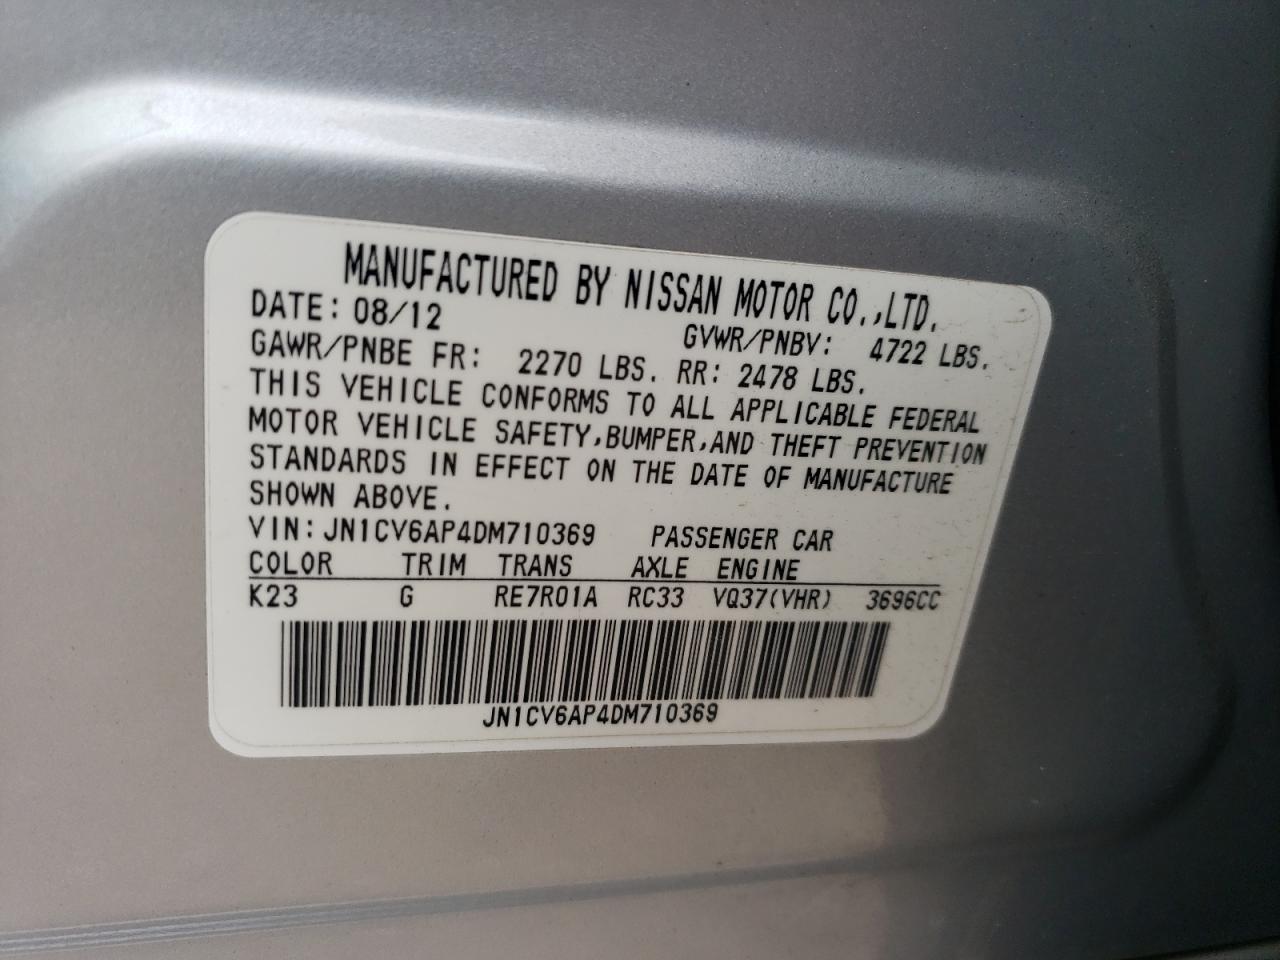 MANUFACTURED BY NISSAN MOTOR CO.,LTD.
DATE: 08/12 GVWR/PNBV: 4722 LBS.
GAWR/PNBE FR: 2270 LBS. RR: 2478 LBS.
THIS VEHICLE CONFORMS TO ALL APPLICABLE FEDERAL
MOTOR VEHICLE SAFETY,BUMPER,AND THEFT PREVENTION
STANDARDS IN EFFECT ON THE DATE OF MANUFACTURE
SHOWN ABOVE.
VIN: JN1CV6AP4DM710369 PASSENGER CAR
COLOR TRIM TRANS AXLE ENGINE
K23 G RE7R01A RC33 VQ37(VHR) 3696CC
JN1CV6AP4DM710369